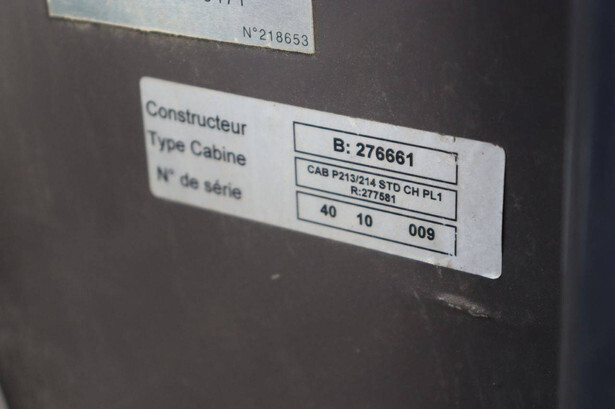 N°218653
Constructeur B: 276661
Type Cabine CAB P213/214 STD CH PL1
R:277581
N° de série 40 10 009